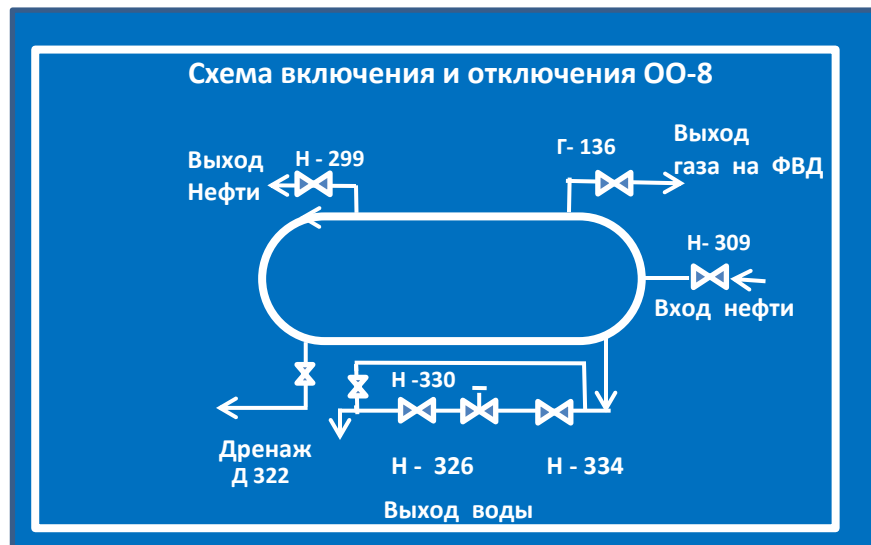 Схема включения и отключения ОО-8
Выход
Нефти
Н - 299
Г- 136
Выход
газа на ФВД
Н- 309
Вход нефти
Н -330
Дренаж
Д 322
Н - 326
Н - 334
Выход воды